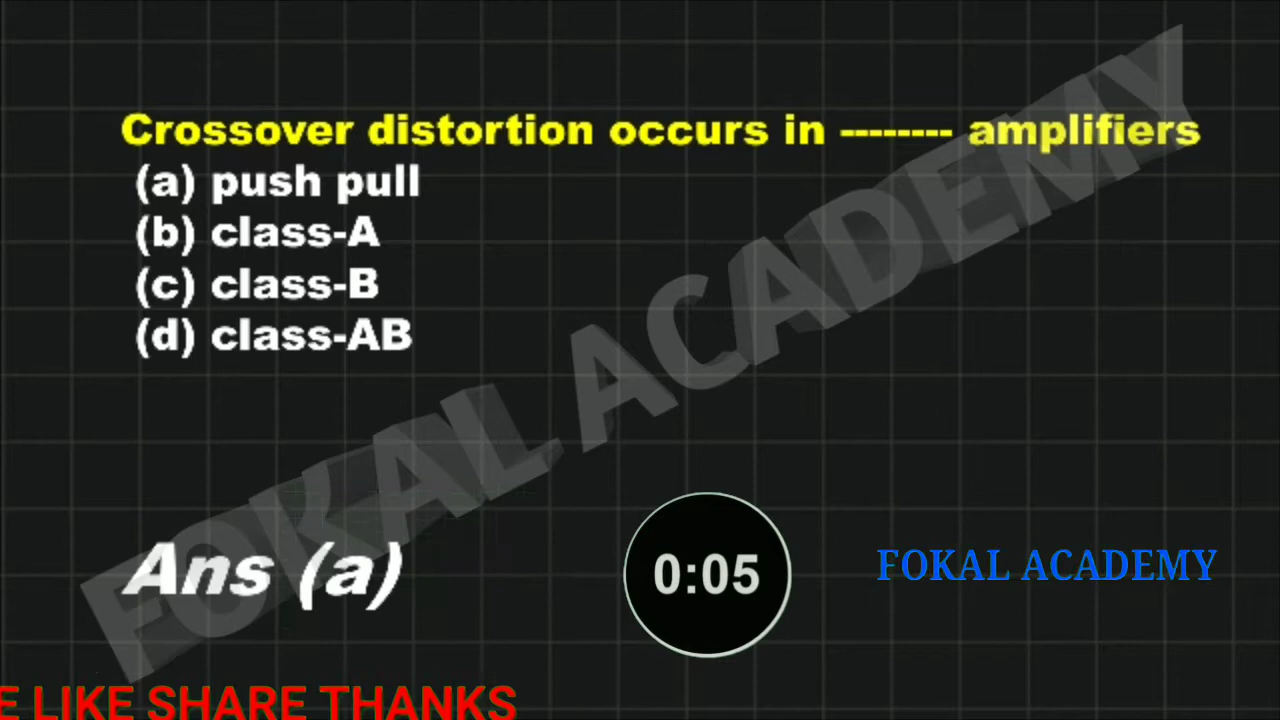 Crossover distortion occurs in -------- amplifiers
(a) push pull
(b) class-A
(c) class-B
(d) class-AB
FOKAL ACADEMY
Ans (a)
0:05
FOKAL ACADEMY
E LIKE SHARE THANKS